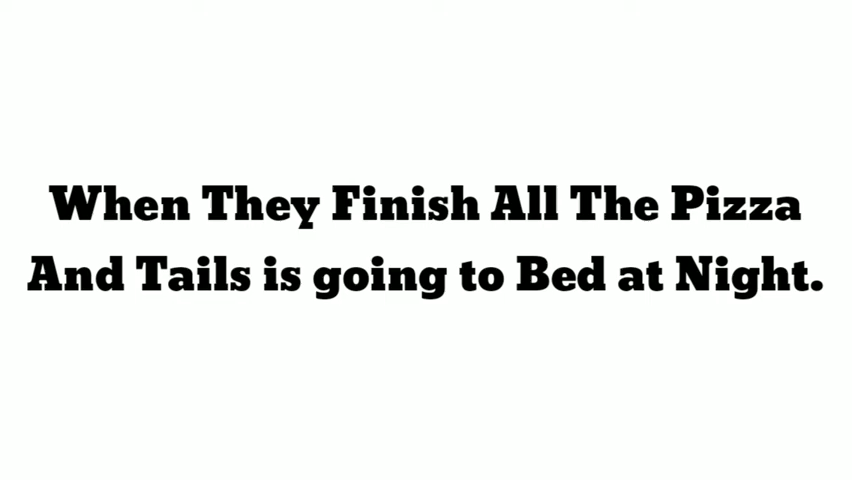 When They Finish All The Pizza
And Tails is going to Bed at Night.